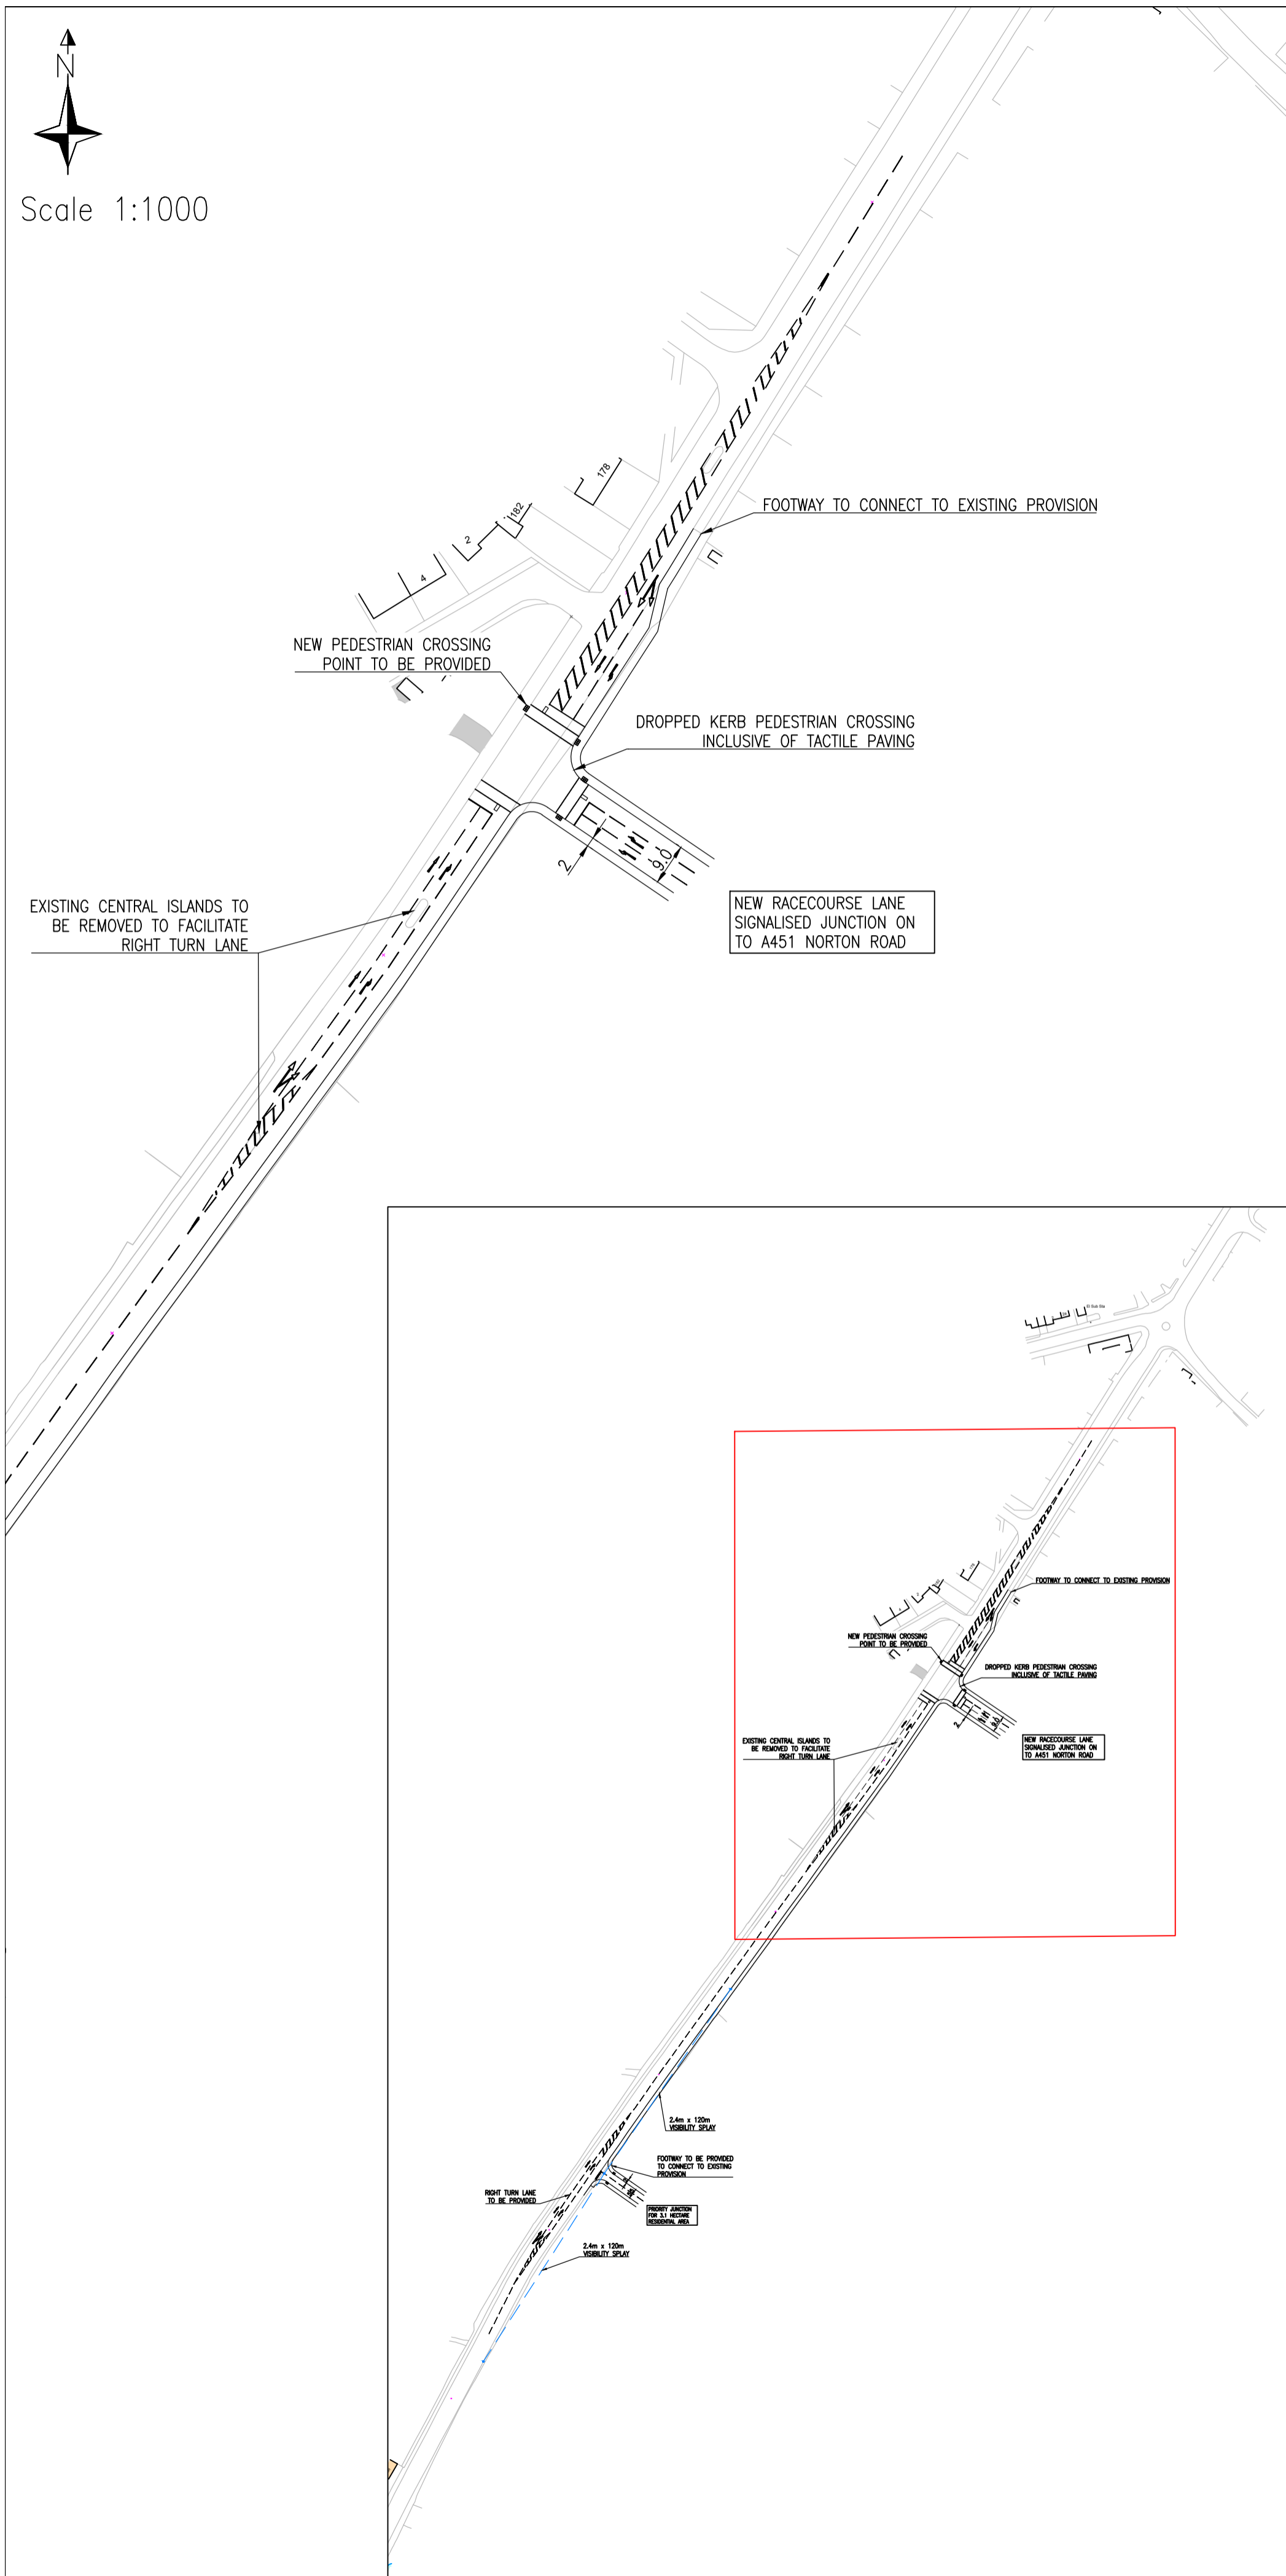 N
Scale 1:1000
178
182
2
4
FOOTWAY TO CONNECT TO EXISTING PROVISION
NEW PEDESTRIAN CROSSING
POINT TO BE PROVIDED
DROPPED KERB PEDESTRIAN CROSSING
INCLUSIVE OF TACTILE PAVING
2
9.0
NEW RACECOURSE LANE
SIGNALISED JUNCTION ON
TO A451 NORTON ROAD
EXISTING CENTRAL ISLANDS TO
BE REMOVED TO FACILITATE
RIGHT TURN LANE
El Sub Sta
FOOTWAY TO CONNECT TO EXISTING PROVISION
NEW PEDESTRIAN CROSSING
POINT TO BE PROVIDED
DROPPED KERB PEDESTRIAN CROSSING
INCLUSIVE OF TACTILE PAVING
2
9.0
NEW RACECOURSE LANE
SIGNALISED JUNCTION ON
TO A451 NORTON ROAD
EXISTING CENTRAL ISLANDS TO
BE REMOVED TO FACILITATE
RIGHT TURN LANE
2.4m x 120m
VISIBILITY SPLAY
FOOTWAY TO BE PROVIDED
TO CONNECT TO EXISTING
PROVISION
RIGHT TURN LANE
TO BE PROVIDED
PRIORITY JUNCTION
FOR 3.1 HECTARE
RESIDENTIAL AREA
2.4m x 120m
VISIBILITY SPLAY